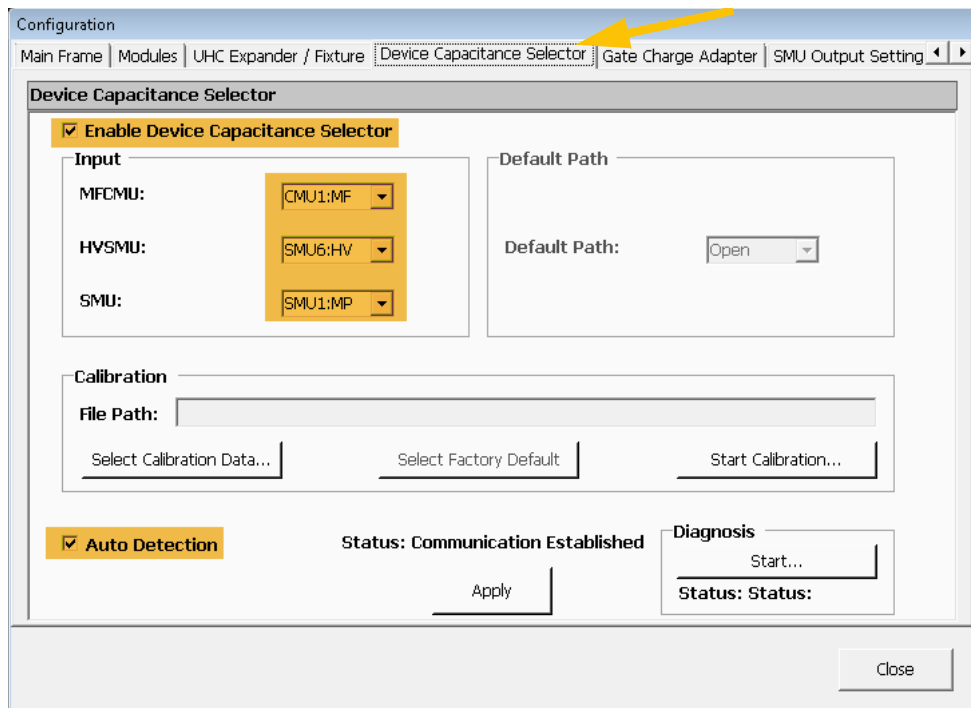 Configuration
Main Frame Modules UHC Expander / Fixture Device Capacitance Selector Gate Charge Adapter SMU Output Setting
Device Capacitance Selector
Enable Device Capacitance Selector
Input
MFCMU: CMU1:MF
HVSMU: SMU6:HV
SMU: SMU1:MP
Default Path
Default Path: Open
Calibration
File Path:
Select Calibration Data... Select Factory Default Start Calibration...
Auto Detection
Status: Communication Established
Apply
Diagnosis
Start...
Status: Status:
Close